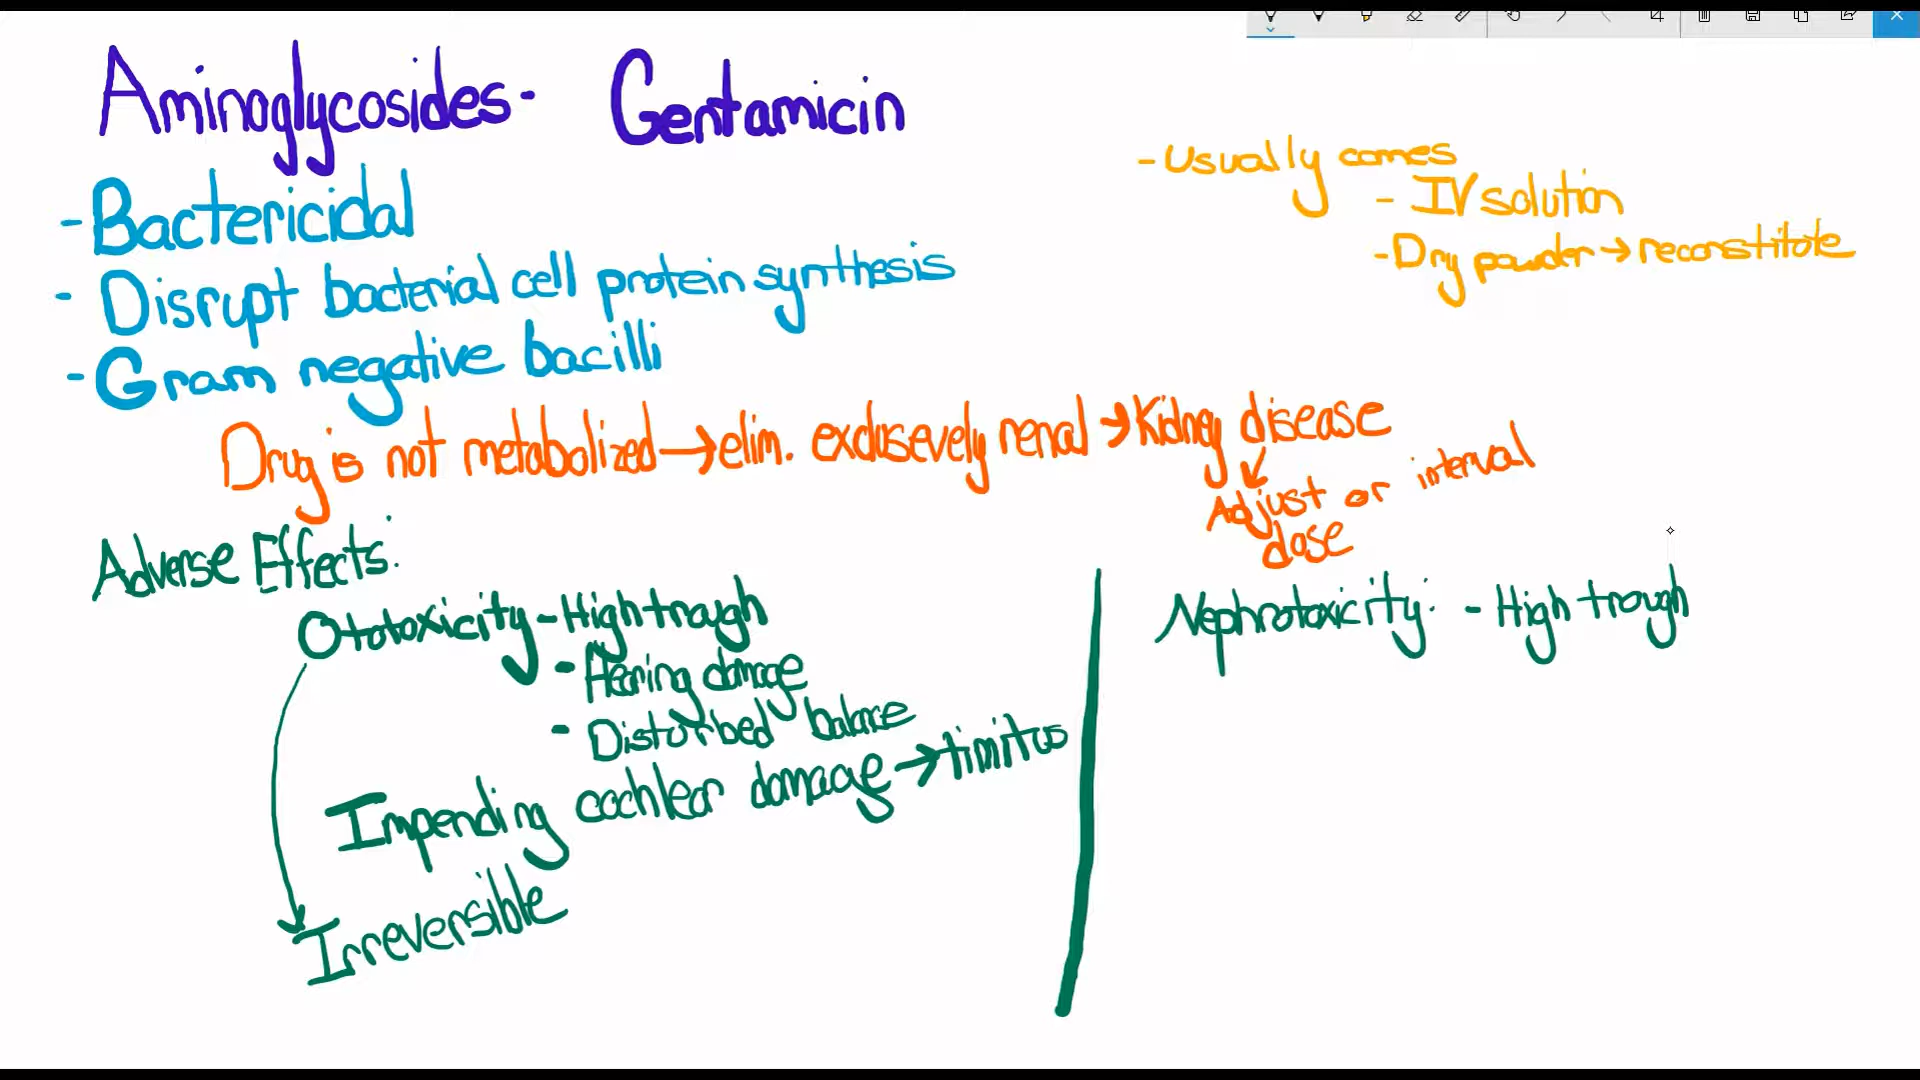 Aminoglycosides- Gentamicin
- Usually comes
- IV solution
- Dry powder → reconstitute
- Bactericidal
- Disrupt bacterial cell protein synthesis
- Gram negative bacilli
Drug is not metabolized → elim. exclusevely renal → Kidney disease
Adjust or interval
dose
Adverse Effects:
Ototoxicity - High trough
- Hearing damage
- Disturbed balance
Impending cochlear damage → tinnitus
Irreversible
Nephrotoxicity: - High trough